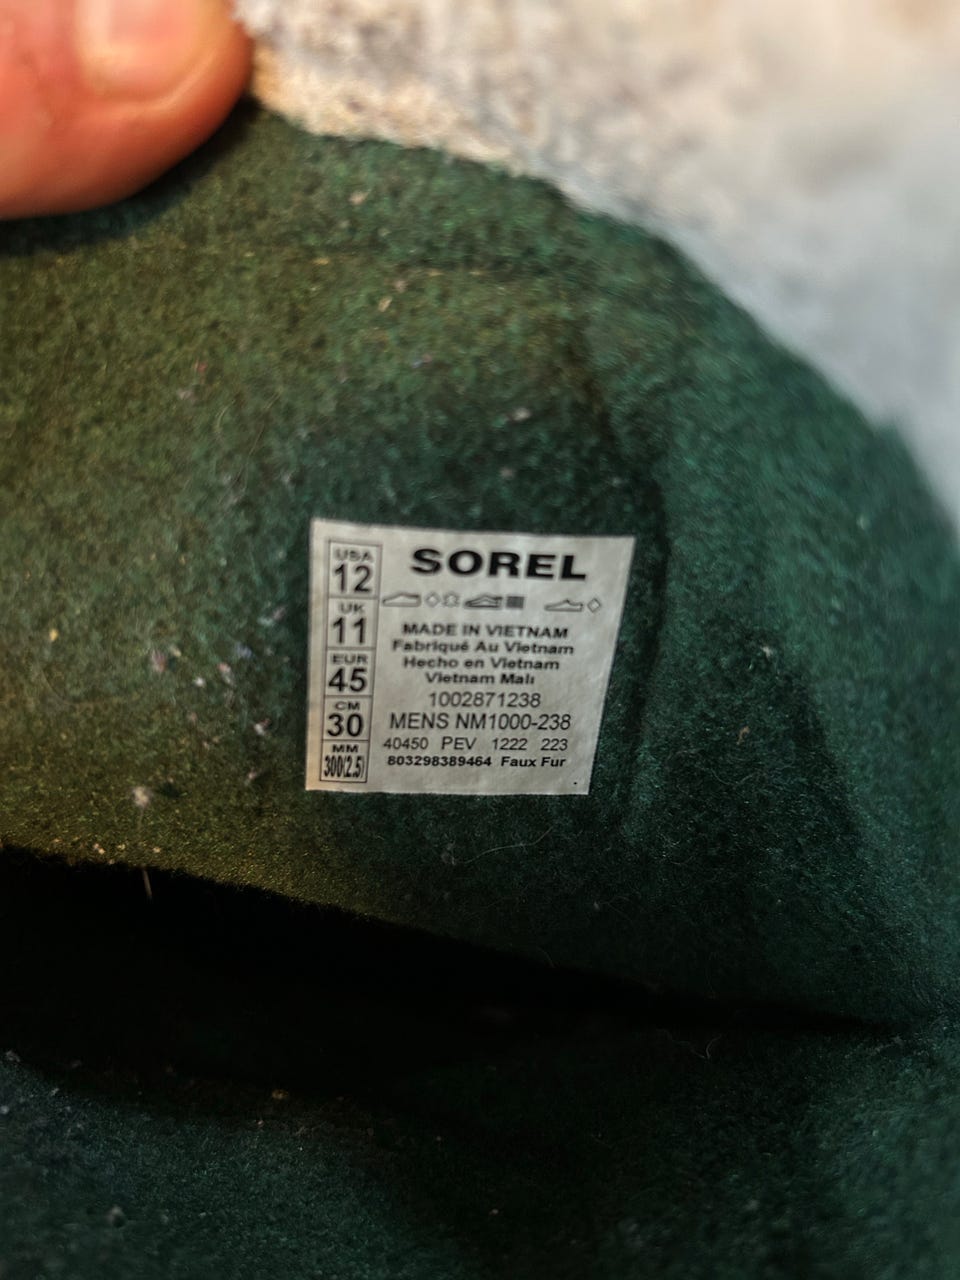 USA
12
UK
11
EUR
45
CM
30
MM
300(2.5)
SOREL
MADE IN VIETNAM
Fabriqué Au Vietnam
Hecho en Vietnam
Vietnam Malı
1002871238
MENS NM1000-238
40450 PEV 1222 223
803298389464 Faux Fur